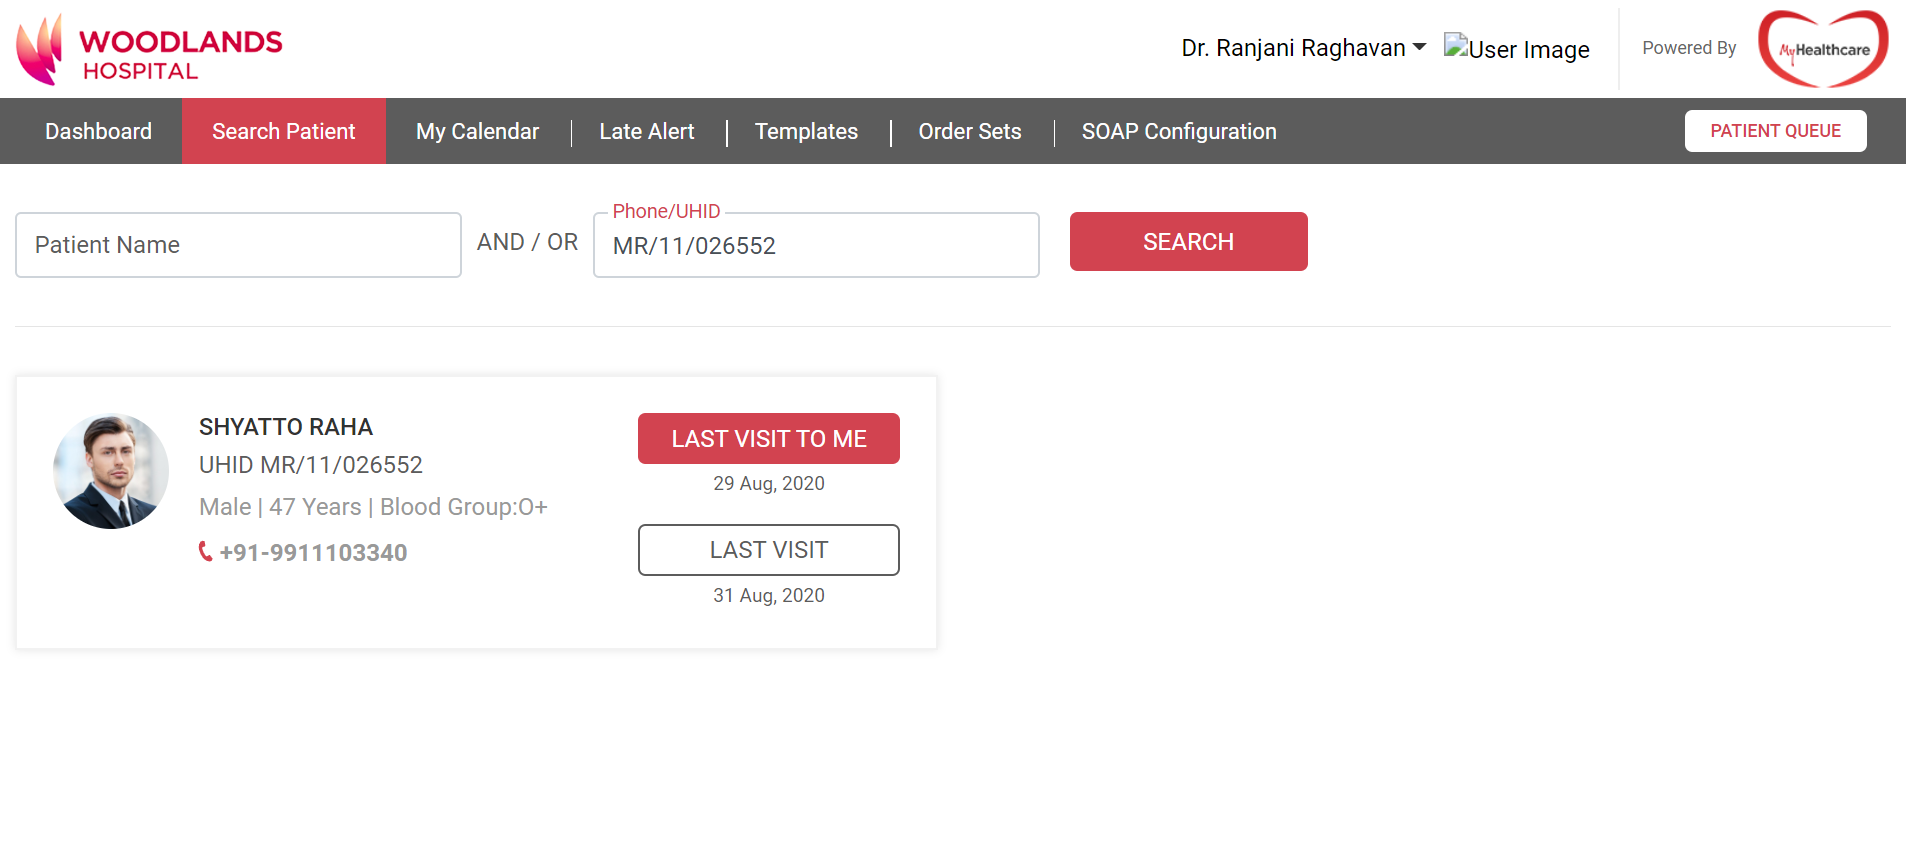 WOODLANDS
HOSPITAL
Dr. Ranjani Raghavan
User Image
Powered By
MyHealthcare
Dashboard
Search Patient
My Calendar
Late Alert
Templates
Order Sets
SOAP Configuration
PATIENT QUEUE
Patient Name
AND / OR
Phone/UHID
MR/11/026552
SEARCH
SHYATTO RAHA
UHID MR/11/026552
Male | 47 Years | Blood Group:O+
+91-9911103340
LAST VISIT TO ME
29 Aug, 2020
LAST VISIT
31 Aug, 2020